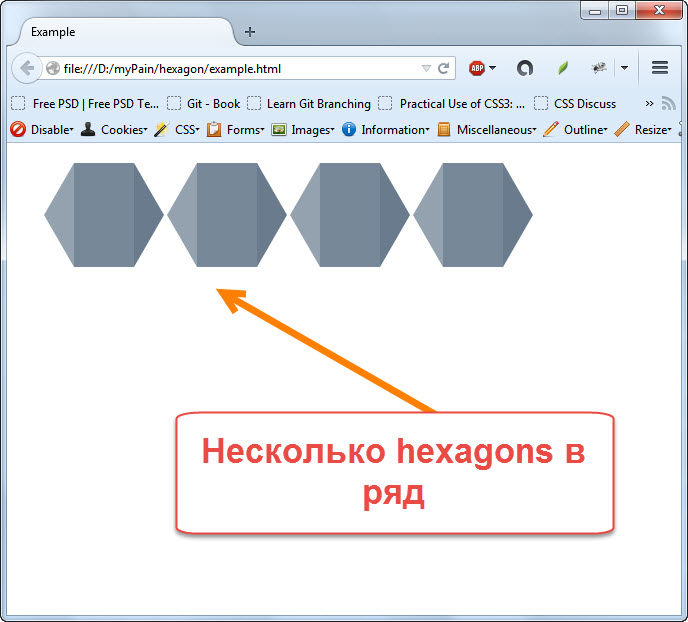 Example
file:///D:/myPain/hexagon/example.html
ABP
Free PSD | Free PSD Te... Git - Book Learn Git Branching Practical Use of CSS3: ... CSS Discuss »
Disable Cookies CSS Forms Images Information Miscellaneous Outline Resize
Несколько hexagons в
ряд